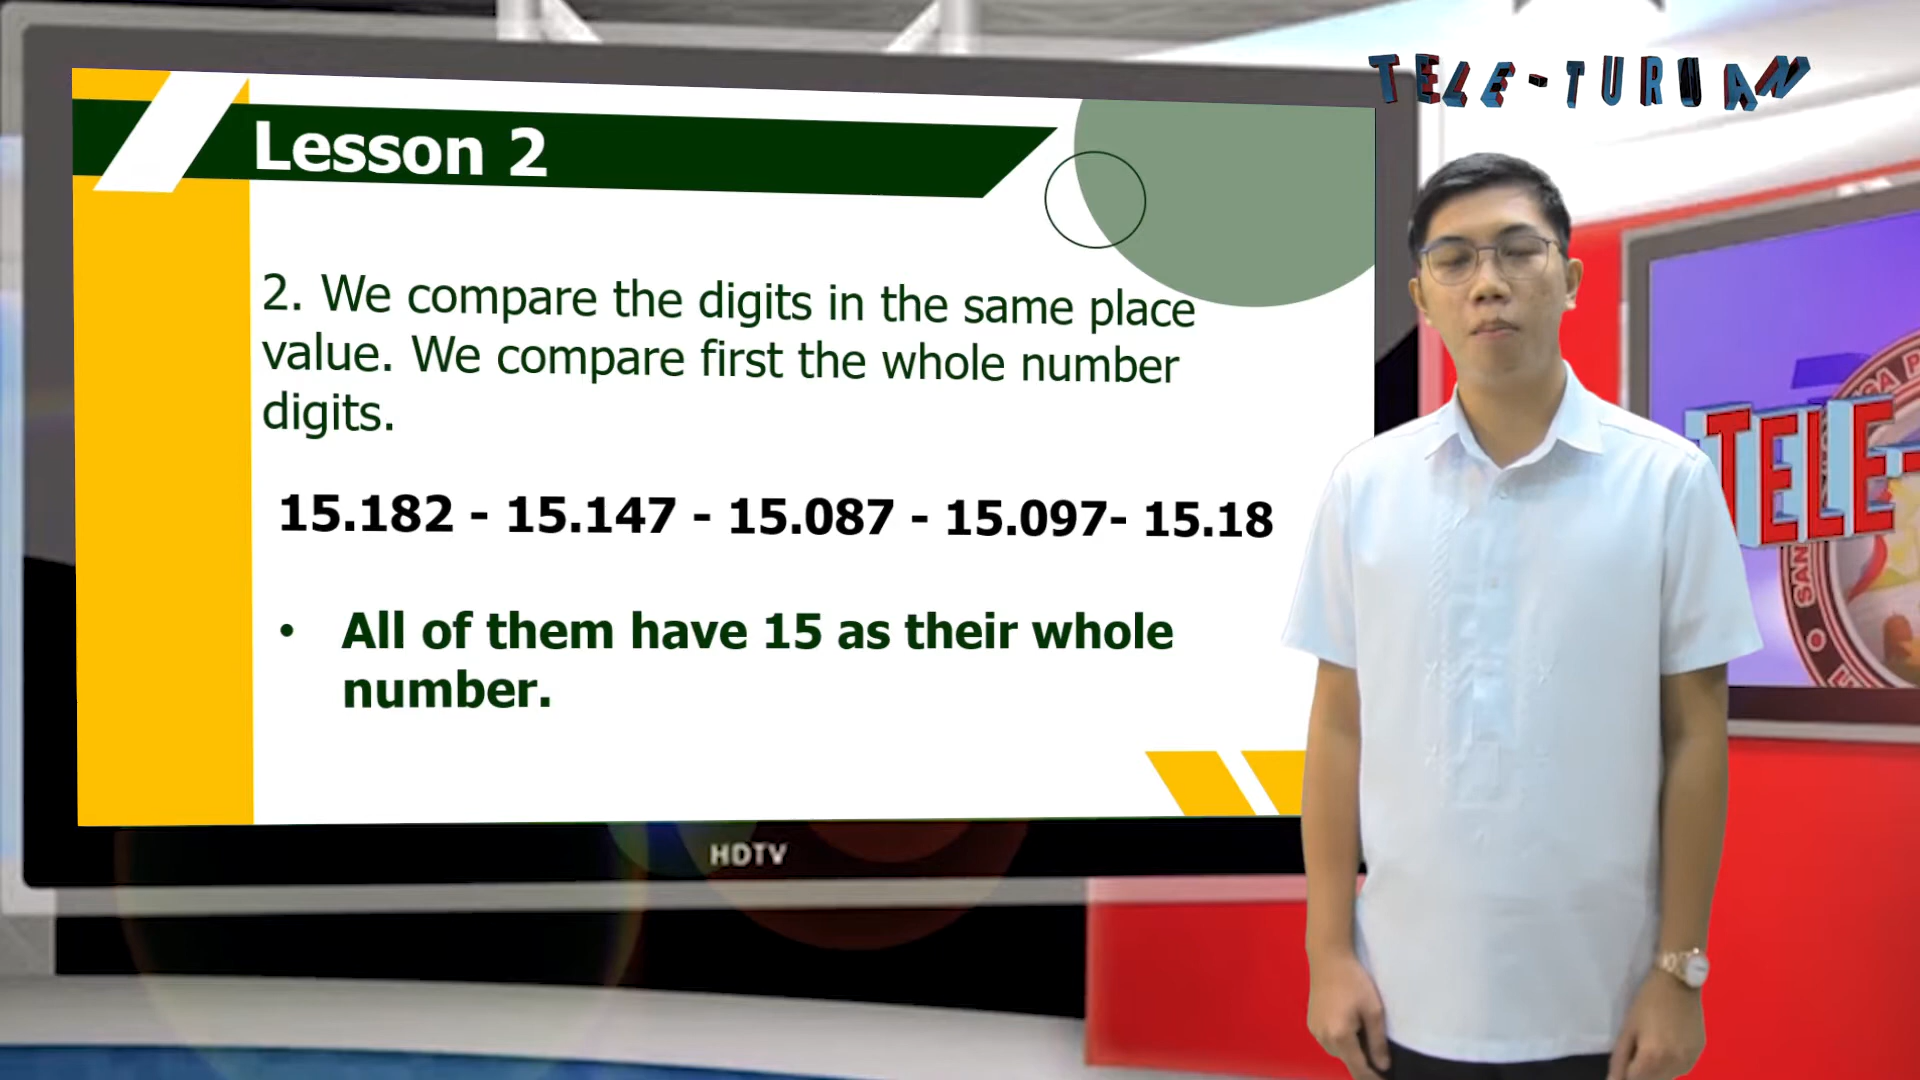 TELE-TURUAN
Lesson 2
2. We compare the digits in the same place
value. We compare first the whole number
digits.
15.182 - 15.147 - 15.087 - 15.097- 15.18
• All of them have 15 as their whole
number.
TELE-
HDTV